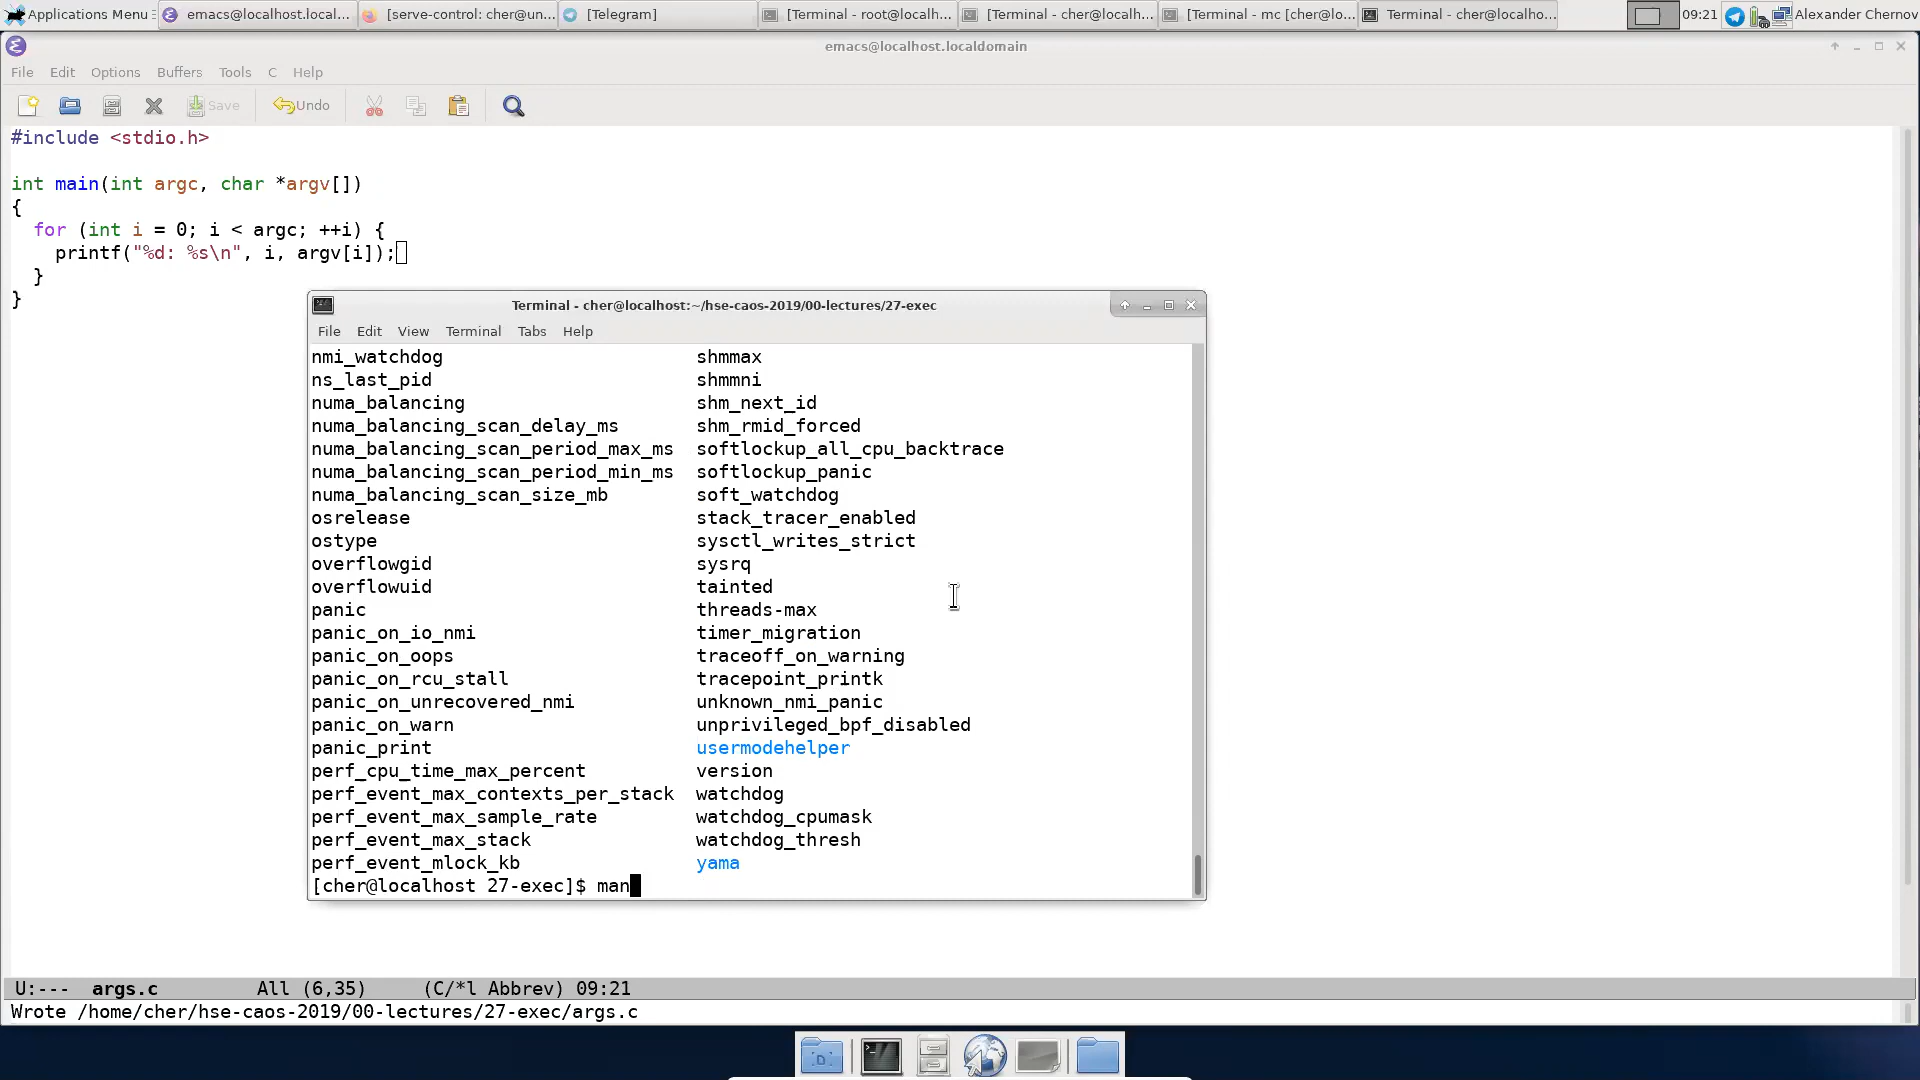 Applications Menu
emacs@localhost.local...
[serve-control: cher@un...
[Telegram]
[Terminal - root@localh...
[Terminal - cher@localh...
[Terminal - mc [cher@lo...
Terminal - cher@localho...
09:21
Alexander Chernov
emacs@localhost.localdomain
File Edit Options Buffers Tools C Help
Save Undo
#include <stdio.h>
int main(int argc, char *argv[])
{
  for (int i = 0; i < argc; ++i) {
    printf("%d: %s\n", i, argv[i]);
  }
}
Terminal - cher@localhost:~/hse-caos-2019/00-lectures/27-exec
File Edit View Terminal Tabs Help
nmi_watchdog shmmax
ns_last_pid shmmni
numa_balancing shm_next_id
numa_balancing_scan_delay_ms shm_rmid_forced
numa_balancing_scan_period_max_ms softlockup_all_cpu_backtrace
numa_balancing_scan_period_min_ms softlockup_panic
numa_balancing_scan_size_mb soft_watchdog
osrelease stack_tracer_enabled
ostype sysctl_writes_strict
overflowgid sysrq
overflowuid tainted
panic threads-max
panic_on_io_nmi timer_migration
panic_on_oops traceoff_on_warning
panic_on_rcu_stall tracepoint_printk
panic_on_unrecovered_nmi unknown_nmi_panic
panic_on_warn unprivileged_bpf_disabled
panic_print usermodehelper
perf_cpu_time_max_percent version
perf_event_max_contexts_per_stack watchdog
perf_event_max_sample_rate watchdog_cpumask
perf_event_max_stack watchdog_thresh
perf_event_mlock_kb yama
[cher@localhost 27-exec]$ man
U:--- args.c All (6,35) (C/*l Abbrev) 09:21
Wrote /home/cher/hse-caos-2019/00-lectures/27-exec/args.c